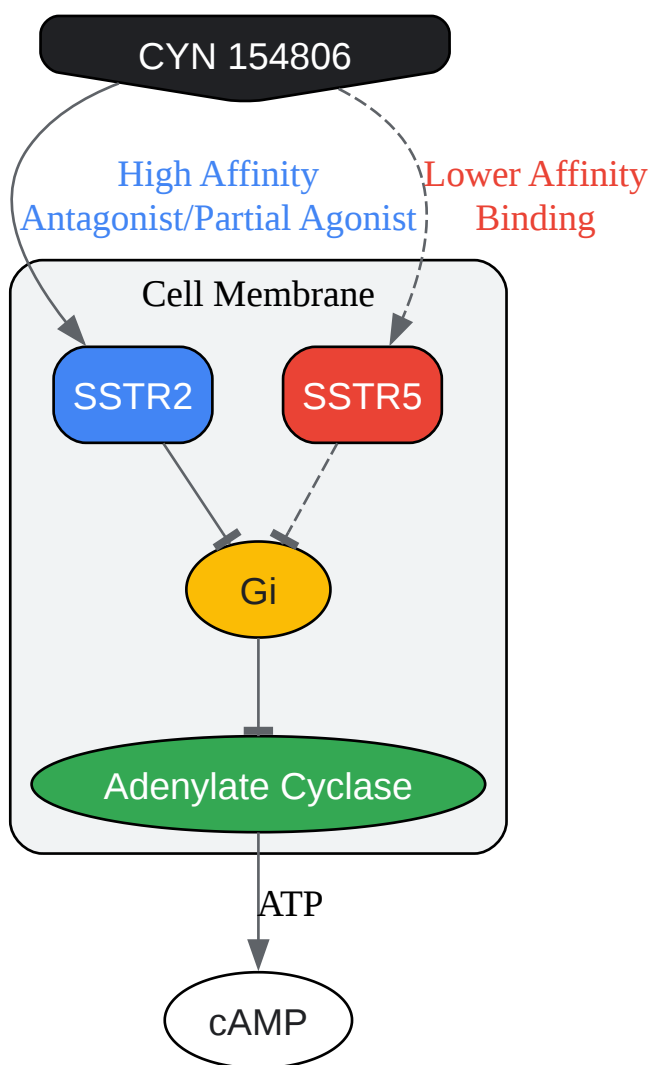 CYN 154806
High Affinity
Antagonist/Partial Agonist
Lower Affinity
Binding
Cell Membrane
SSTR2
SSTR5
Gi
Adenylate Cyclase
ATP
cAMP